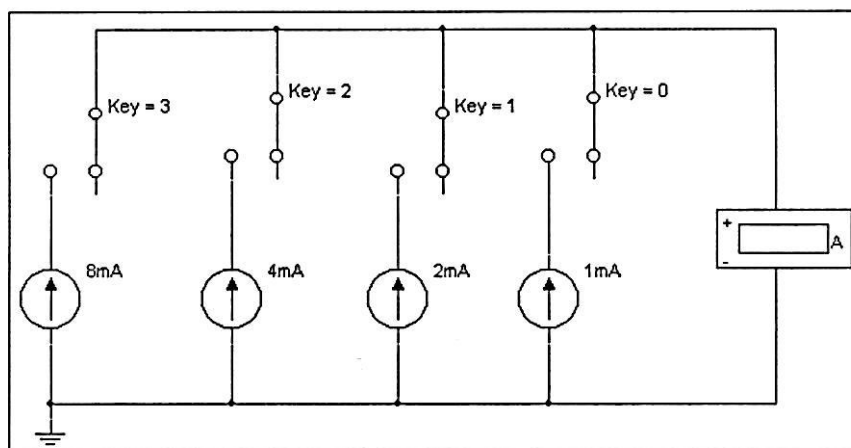 Key = 3
Key = 2
Key = 1
Key = 0
8mA
4mA
2mA
1mA
+
A
-